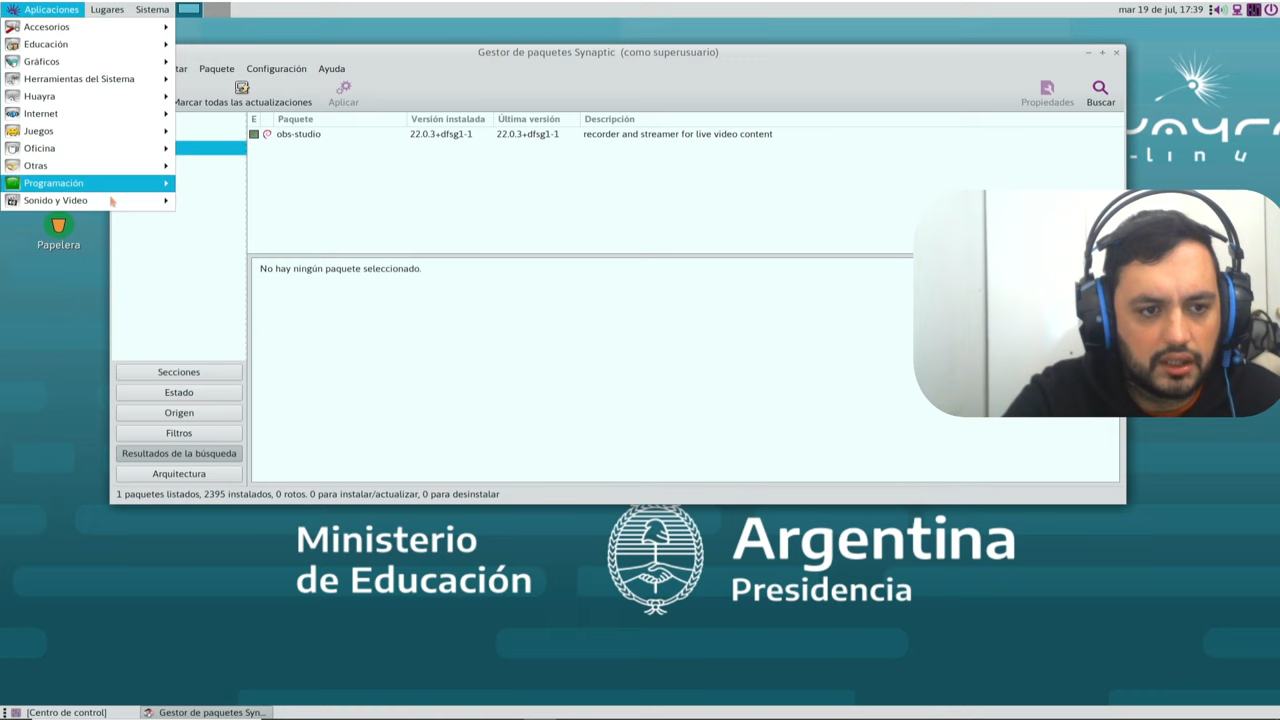 Aplicaciones Lugares Sistema
mar 19 de jul, 17:39
Accesorios
Educación
Gráficos
Herramientas del Sistema
Huayra
Internet
Juegos
Oficina
Otras
Programación
Sonido y Video
Papelera
Gestor de paquetes Synaptic (como superusuario)
tar Paquete Configuración Ayuda
Marcar todas las actualizaciones Aplicar Propiedades Buscar
E Paquete Versión instalada Última versión Descripción
obs-studio 22.0.3+dfsg1-1 22.0.3+dfsg1-1 recorder and streamer for live video content
No hay ningún paquete seleccionado.
Secciones
Estado
Origen
Filtros
Resultados de la búsqueda
Arquitectura
1 paquetes listados, 2395 instalados, 0 rotos. 0 para instalar/actualizar, 0 para desinstalar
Ministerio
de Educación
Argentina
Presidencia
[Centro de control] Gestor de paquetes Syn...